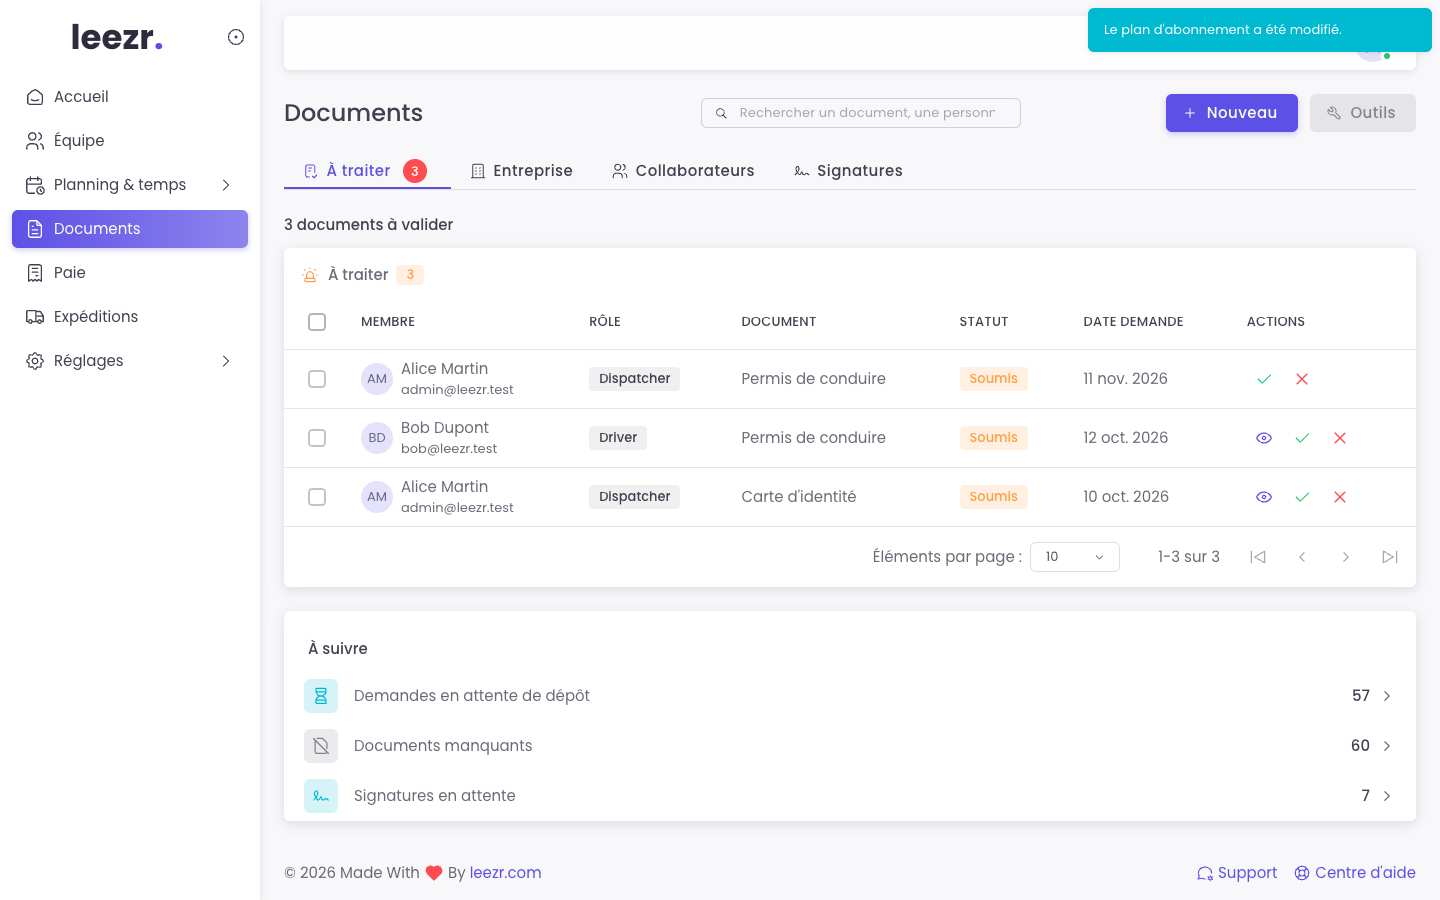 leezr.
Le plan d'abonnement a été modifié.
Accueil
Équipe
Planning & temps
Documents
Paie
Expéditions
Réglages
Documents
Rechercher un document, une personn
Nouveau
Outils
À traiter 3
Entreprise
Collaborateurs
Signatures
3 documents à valider
À traiter 3
MEMBRE RÔLE DOCUMENT STATUT DATE DEMANDE ACTIONS
AM Alice Martin admin@leezr.test Dispatcher Permis de conduire Soumis 11 nov. 2026
BD Bob Dupont bob@leezr.test Driver Permis de conduire Soumis 12 oct. 2026
AM Alice Martin admin@leezr.test Dispatcher Carte d'identité Soumis 10 oct. 2026
Éléments par page : 10 1-3 sur 3
À suivre
Demandes en attente de dépôt 57
Documents manquants 60
Signatures en attente 7
© 2026 Made With By leezr.com
Support
Centre d'aide